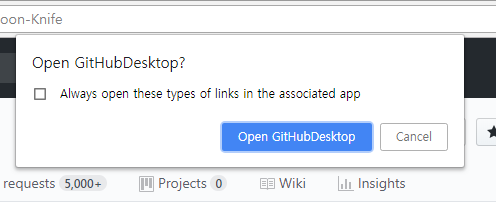 oon-Knife
Open GitHubDesktop?
Always open these types of links in the associated app
Open GitHubDesktop Cancel
requests 5,000+ Projects 0 Wiki Insights